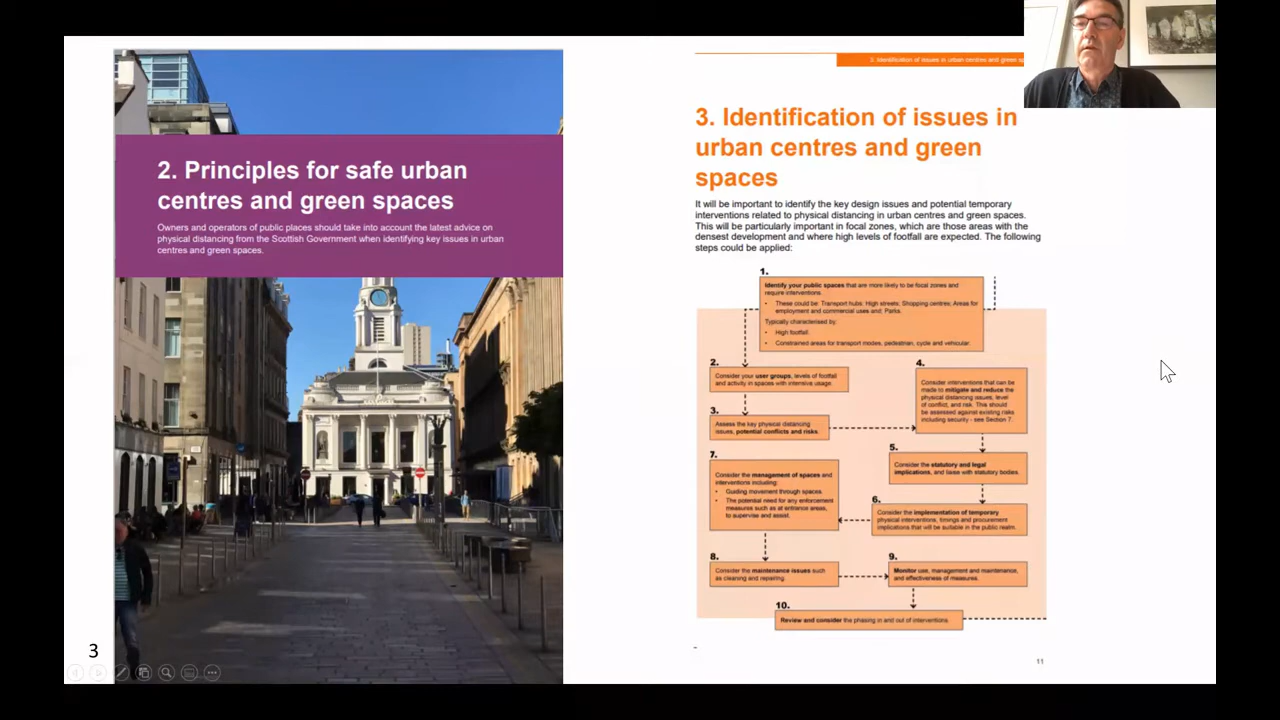 2. Principles for safe urban
centres and green spaces
Owners and operators of public places should take into account the latest advice on
physical distancing from the Scottish Government when identifying key issues in urban
centres and green spaces.
3
3. Identification of issues in urban centres and green
3. Identification of issues in
urban centres and green
spaces
It will be important to identify the key design issues and potential temporary
interventions related to physical distancing in urban centres and green spaces.
This will be particularly important in focal zones, which are those areas with the
densest development and where high levels of footfall are expected. The following
steps could be applied:
1.
Identify your public spaces that are more likely to be focal zones and
require interventions.
• These could be: Transport hubs; High streets; Shopping centres; Areas for
employment and commercial uses and; Parks.
Typically characterised by:
• High footfall.
• Constrained areas for transport modes, pedestrian, cycle and vehicular.
2.
Consider your user groups, levels of footfall
and activity in spaces with intensive usage.
3.
Assess the key physical distancing
issues, potential conflicts and risks.
4.
Consider interventions that can be
made to mitigate and reduce the
physical distancing issues, level
of conflict, and risk. This should
be assessed against existing risks
including security - see Section 7.
5.
Consider the statutory and legal
implications, and liaise with statutory bodies.
6.
Consider the implementation of temporary
physical interventions, timings and procurement
implications that will be suitable in the public realm.
7.
Consider the management of spaces and
interventions including:
• Guiding movement through spaces.
• The potential need for any enforcement
measures such as at entrance areas,
to supervise and assist.
8.
Consider the maintenance issues such
as cleaning and repairing.
9.
Monitor use, management and maintenance,
and effectiveness of measures.
10.
Review and consider the phasing in and out of interventions.
11